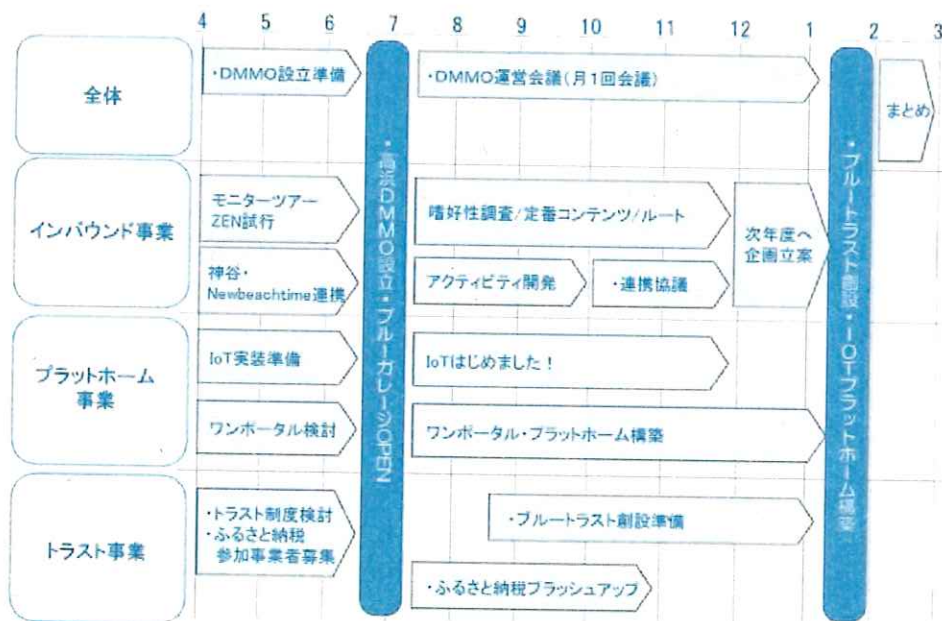 4 5 6 7 8 9 10 11 12 1 2 3
全体
・DMMO設立準備
・DMMO運営会議(月1回会議)
まとめ
インバウンド事業
モニターツアー
ZEN試行
神谷・
Newbeachtime連携
嗜好性調査/定番コンテンツ/ルート
アクティビティ開発
・連携協議
次年度へ
企画立案
プラットホーム
事業
IoT実装準備
IoTはじめました！
ワンポータル検討
ワンポータル・プラットホーム構築
トラスト事業
・トラスト制度検討
・ふるさと納税
参加事業者募集
・ブルートラスト創設準備
・ふるさと納税ブラッシュアップ
・高浜DMMO設立・ブルーガレージOPEN
・ブルートラスト創設・IOTプラットホーム構築